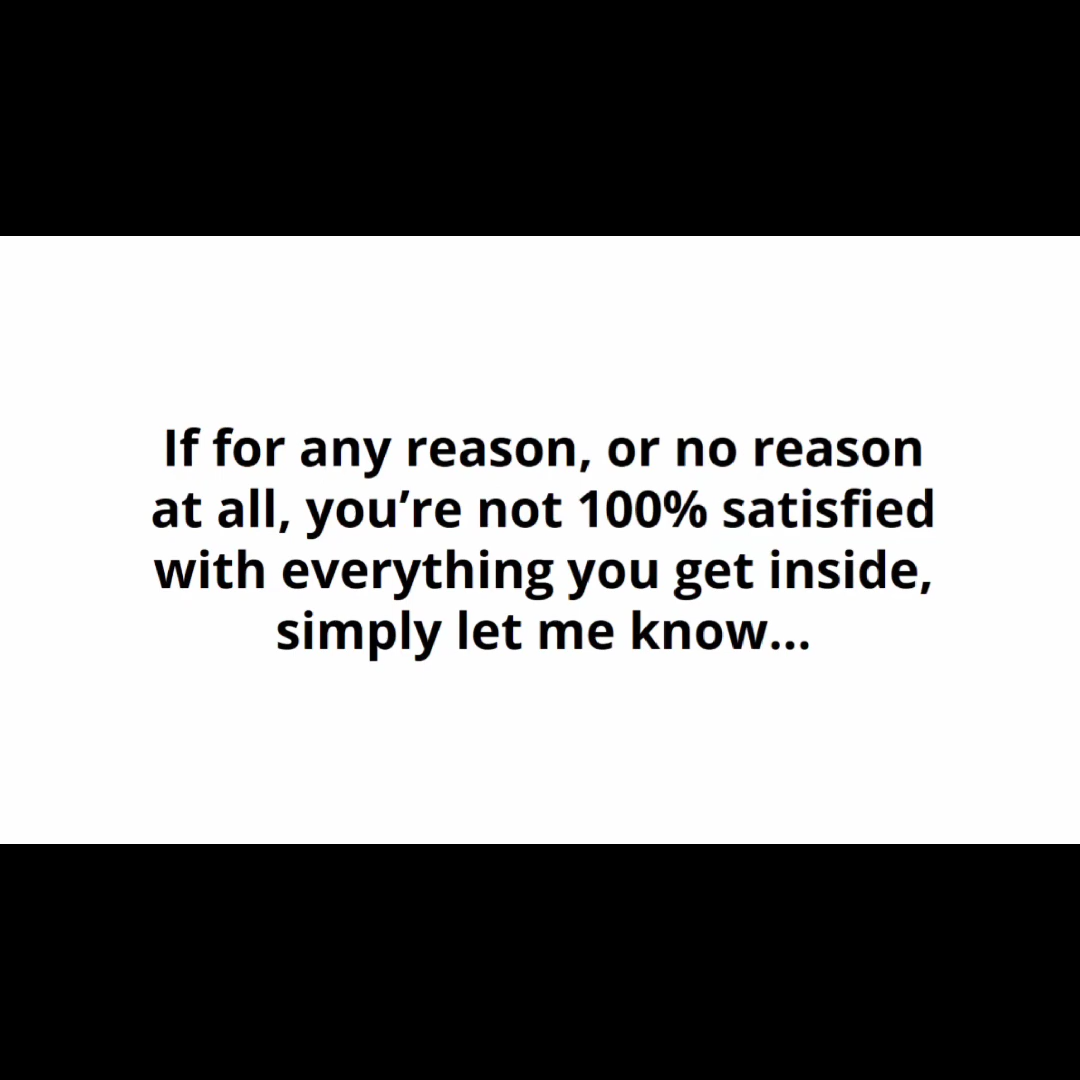 If for any reason, or no reason
at all, you’re not 100% satisfied
with everything you get inside,
simply let me know...